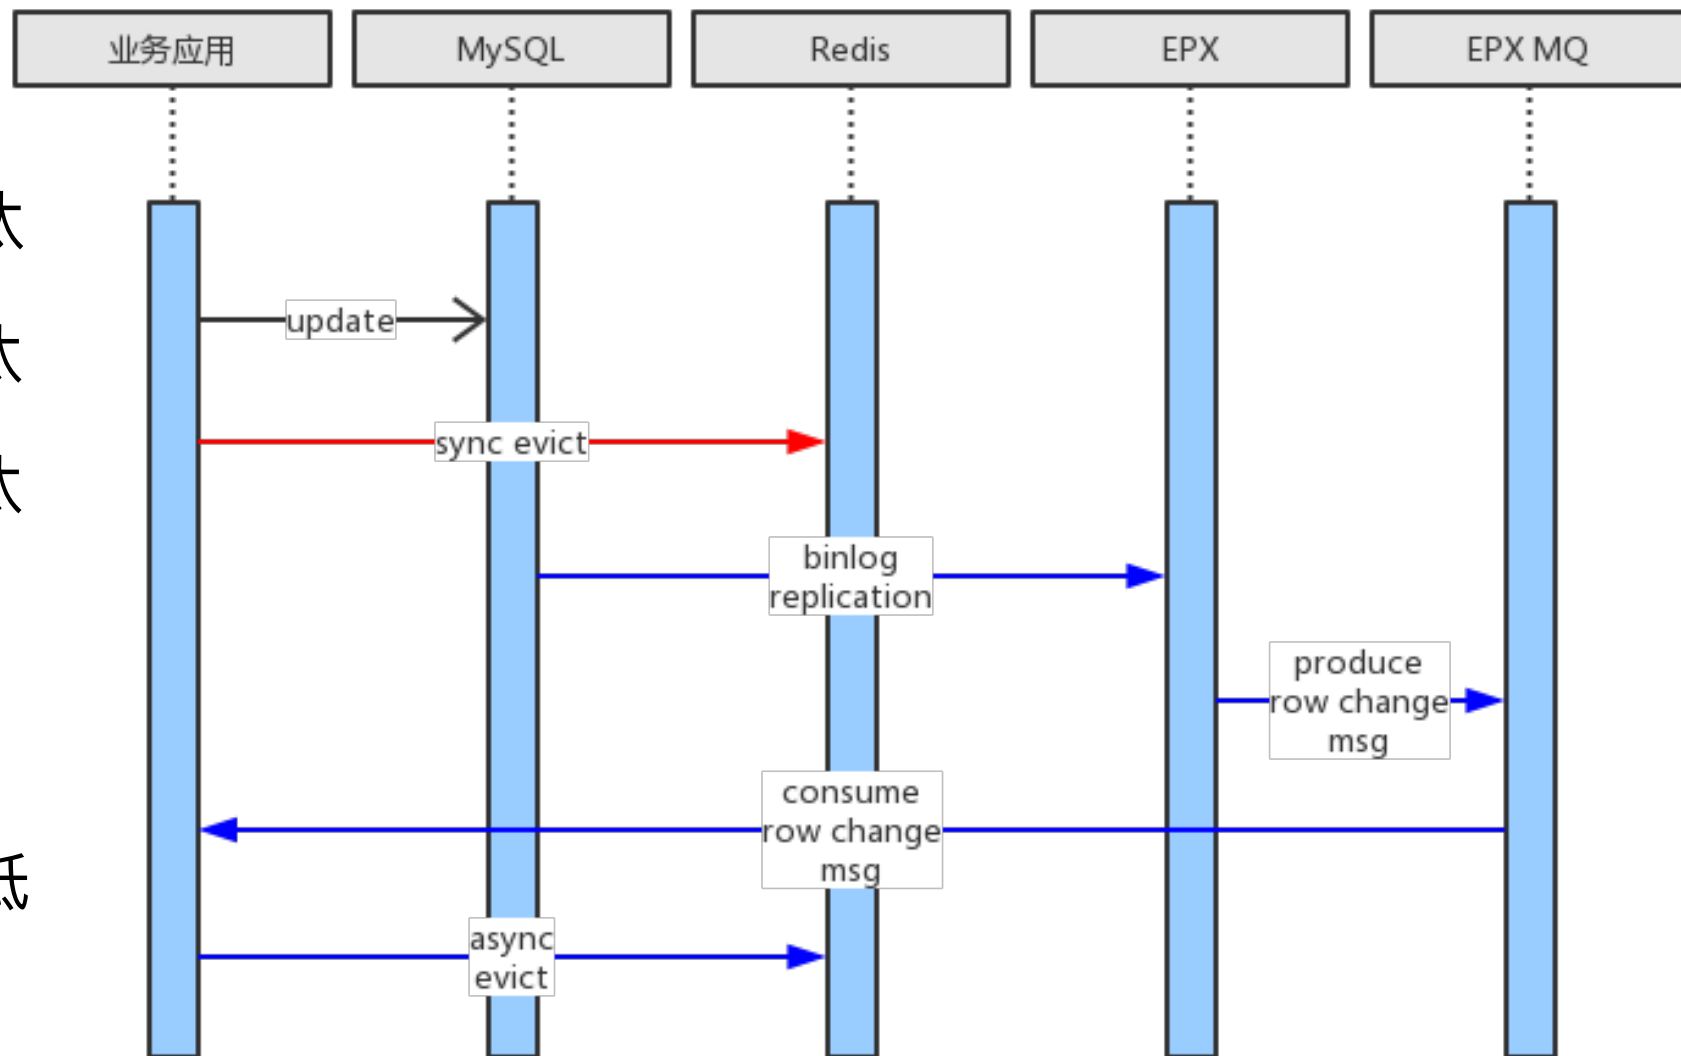 业务应用
MySQL
Redis
EPX
EPX MQ
update
sync evict
binlog
replication
produce
row change
msg
consume
row change
msg
async
evict